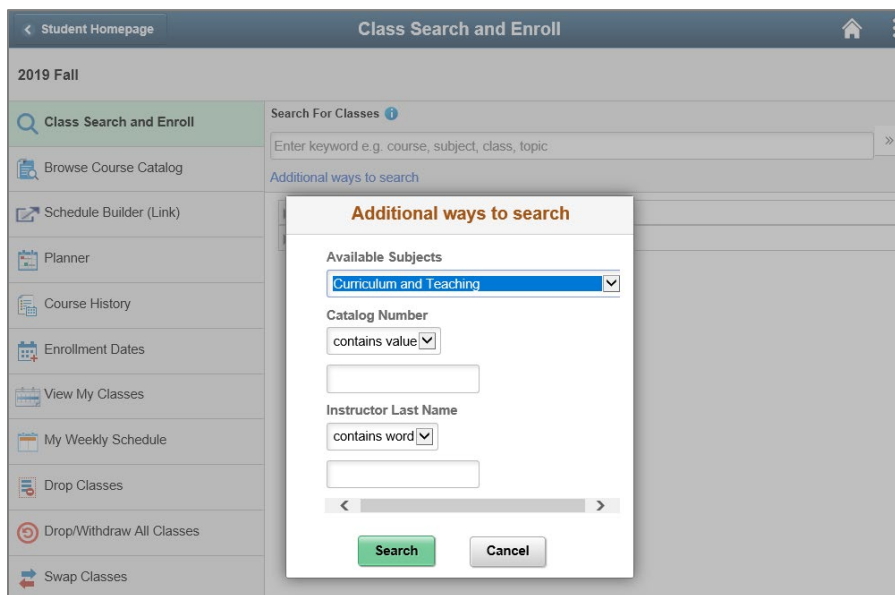 Student Homepage
Class Search and Enroll
2019 Fall
Class Search and Enroll
Browse Course Catalog
Schedule Builder (Link)
Planner
Course History
Enrollment Dates
View My Classes
My Weekly Schedule
Drop Classes
Drop/Withdraw All Classes
Swap Classes
Search For Classes
Enter keyword e.g. course, subject, class, topic
Additional ways to search
Additional ways to search
Available Subjects
Curriculum and Teaching
Catalog Number
contains value
Instructor Last Name
contains word
Search
Cancel